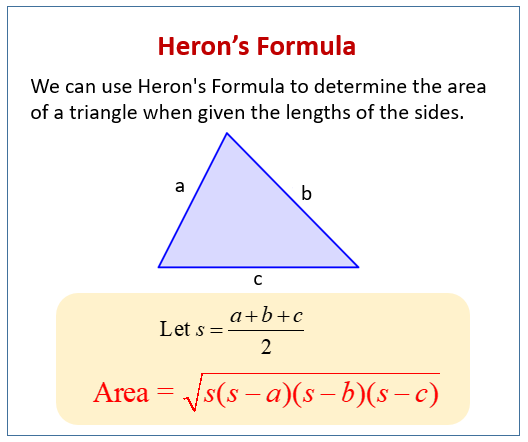 Heron’s Formula
We can use Heron's Formula to determine the area
of a triangle when given the lengths of the sides.
a
b
c
Let s = \frac{a+b+c}{2}
Area = \sqrt{s(s-a)(s-b)(s-c)}